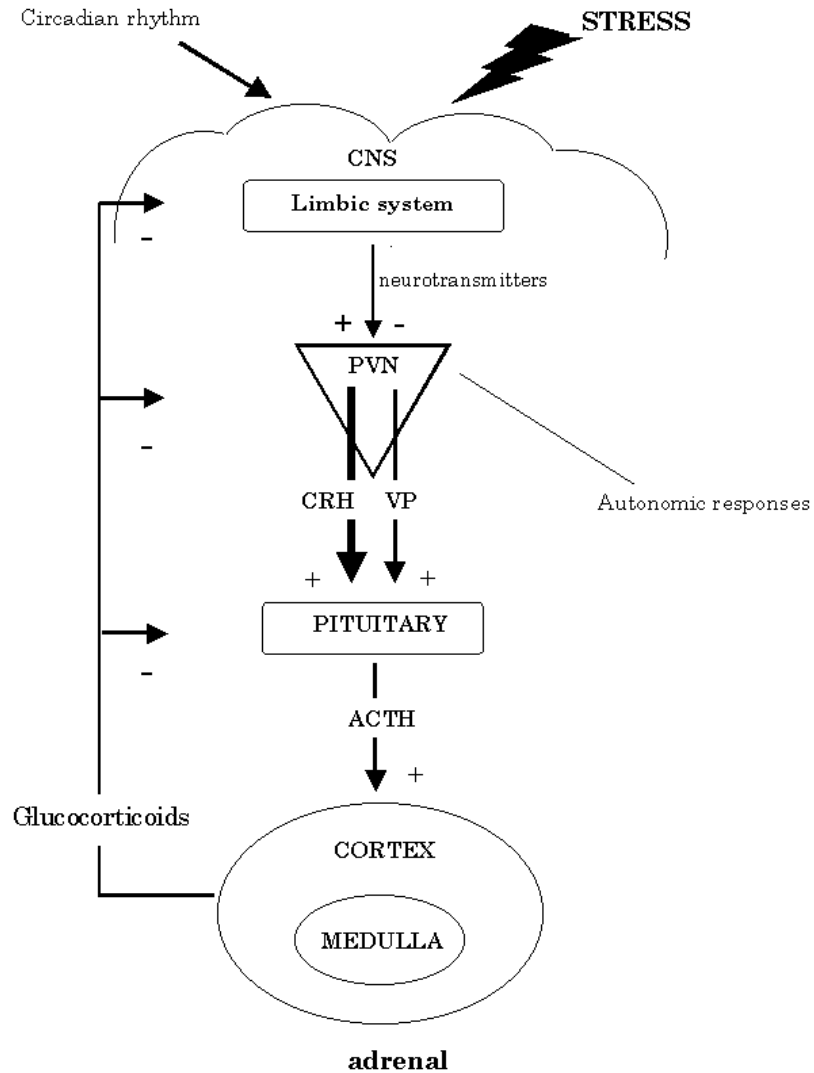 Circadian rhythm
STRESS
CNS
Limbic system
-
neurotransmitters
+ -
PVN
-
CRH VP
Autonomic responses
+ +
PITUITARY
-
ACTH
+
Glucocorticoids
CORTEX
MEDULLA
adrenal